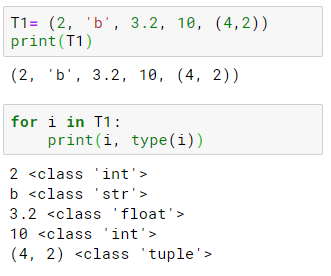 T1= (2, 'b', 3.2, 10, (4,2))
print(T1)
(2, 'b', 3.2, 10, (4, 2))
for i in T1:
    print(i, type(i))
2 <class 'int'>
b <class 'str'>
3.2 <class 'float'>
10 <class 'int'>
(4, 2) <class 'tuple'>